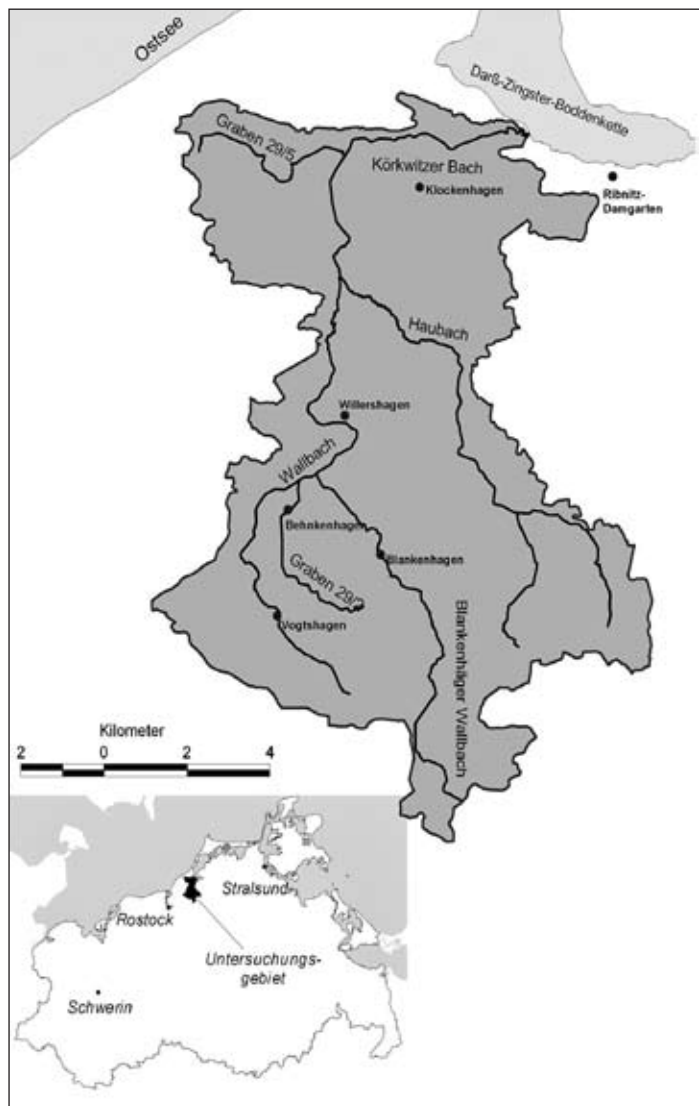 Ostsee
Darß-Zingster-Boddenkette
Graben 29/5
Körkwitzer Bach
Klockenhagen
Ribnitz-
Damgarten
Haubach
Willershagen
Wallbach
Behnkenhagen
Blankenhagen
Graben 29/2
Vogtshagen
Blankenhäger Wallbach
Kilometer
2 0 2 4
Stralsund
Rostock
Untersuchungs-
gebiet
Schwerin